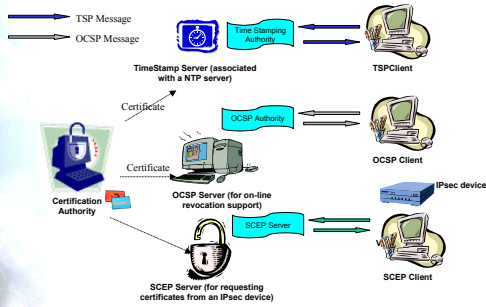 TSP Message
OCSP Message
Time Stamping
Authority
TimeStamp Server (associated
with a NTP server)
TSPClient
Certificate
OCSP Authority
Certificate
OCSP Client
Certification
Authority
OCSP Server (for on-line
revocation support)
IPsec device
SCEP Server
SCEP Client
SCEP Server (for requesting
certificates from an IPsec device)